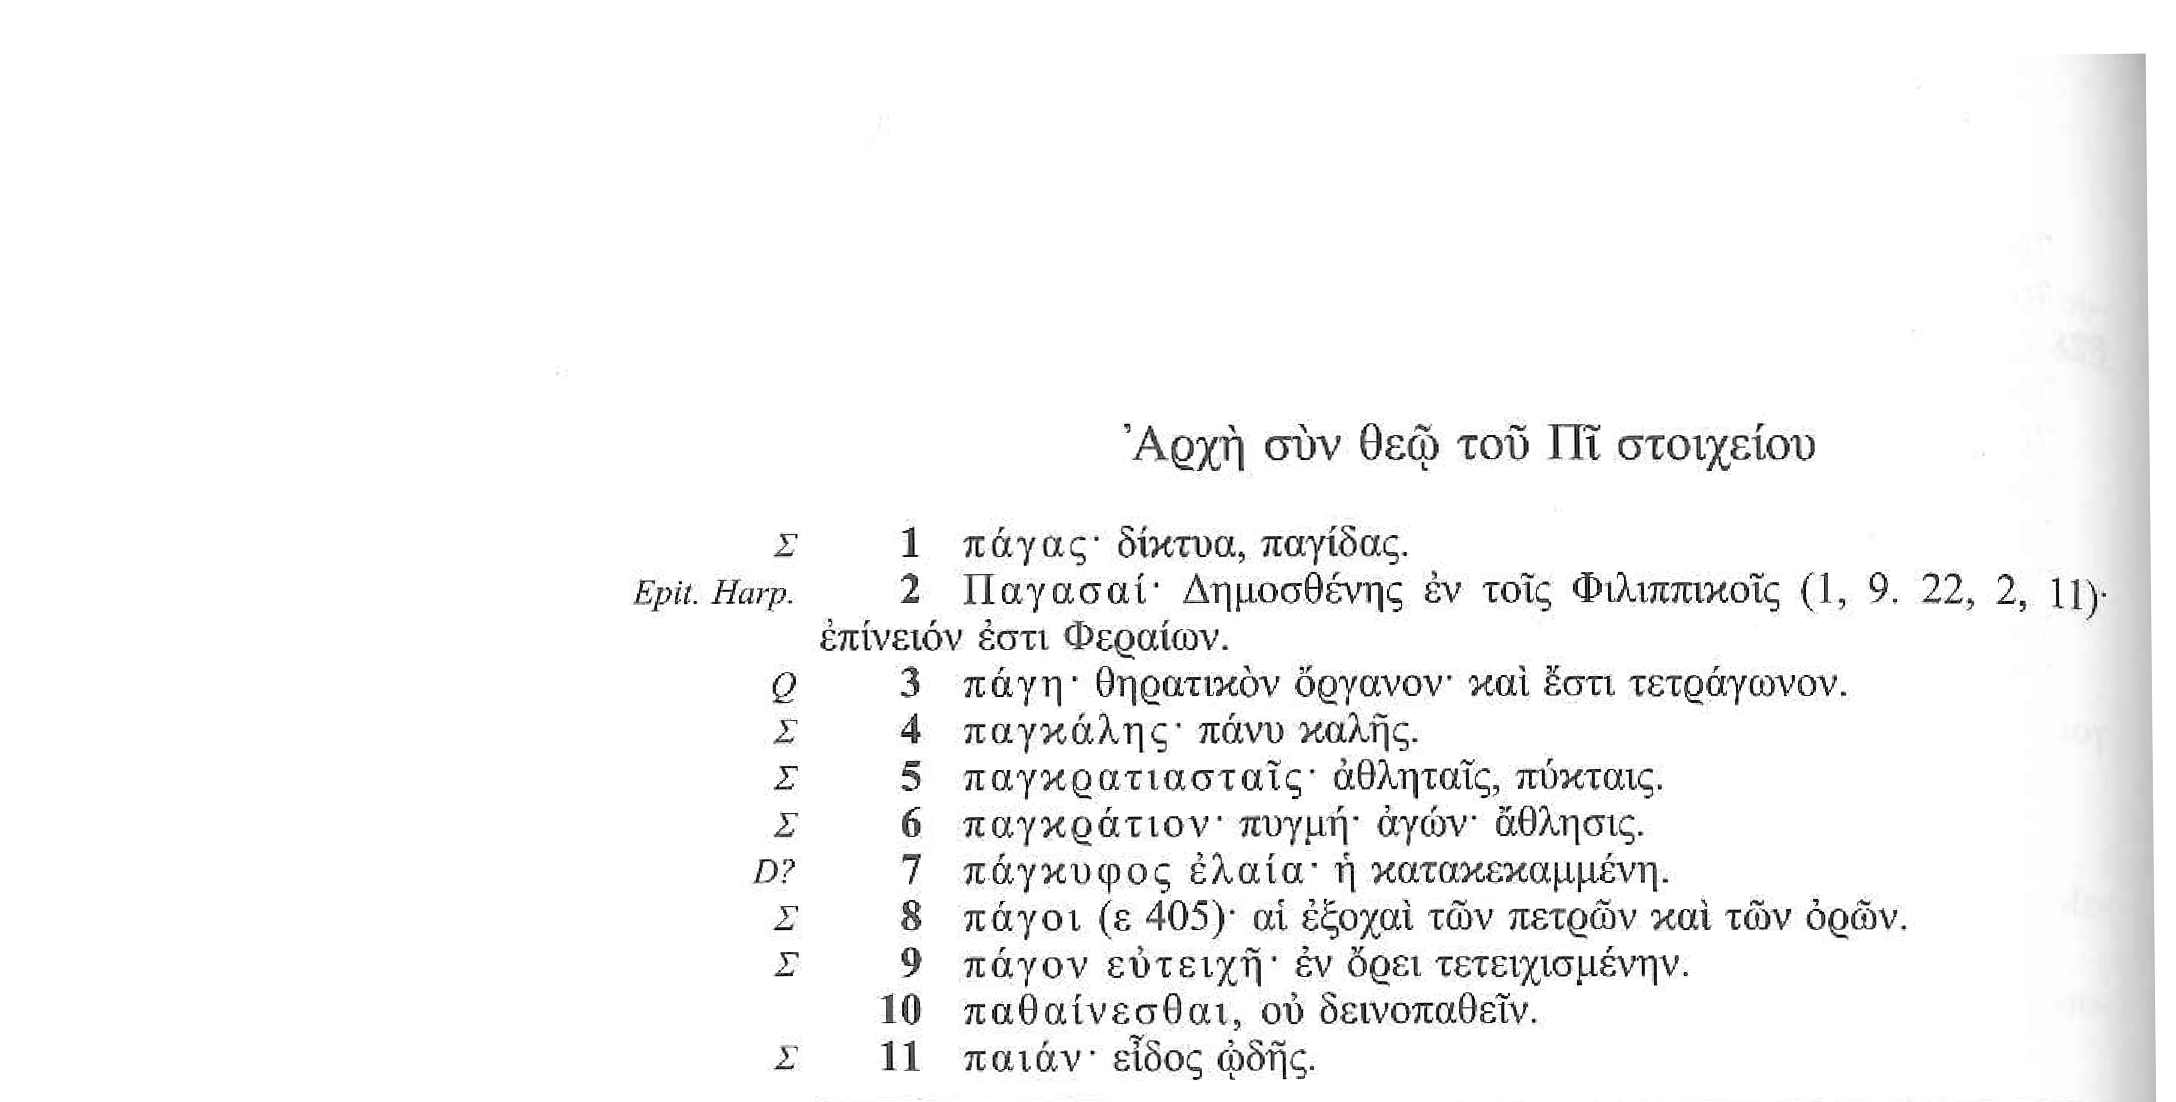 Ἀρχὴ σὺν θεῷ τοῦ Πῖ στοιχείου
Σ 1 πάγας· δίκτυα, παγίδας.
Epit. Harp. 2 Παγασαί· Δημοσθένης ἐν τοῖς Φιλιππικοῖς (1, 9. 22, 2, 11)·
ἐπίνειόν ἐστι Φεραίων.
Q 3 πάγη· θηρατικὸν ὄργανον· καὶ ἔστι τετράγωνον.
Σ 4 παγκάλης· πάνυ καλῆς.
Σ 5 παγκρατιασταῖς· ἀθληταῖς, πύκταις.
Σ 6 παγκράτιον· πυγμή· ἀγών· ἄθλησις.
D? 7 πάγκυφος ἐλαία· ἡ κατακεκαμμένη.
Σ 8 πάγοι (ε 405)· αἱ ἐξοχαὶ τῶν πετρῶν καὶ τῶν ὀρῶν.
Σ 9 πάγον εὐτειχῆ· ἐν ὄρει τετειχισμένην.
10 παθαίνεσθαι, οὐ δεινοπαθεῖν.
Σ 11 παιάν· εἶδος ᾠδῆς.